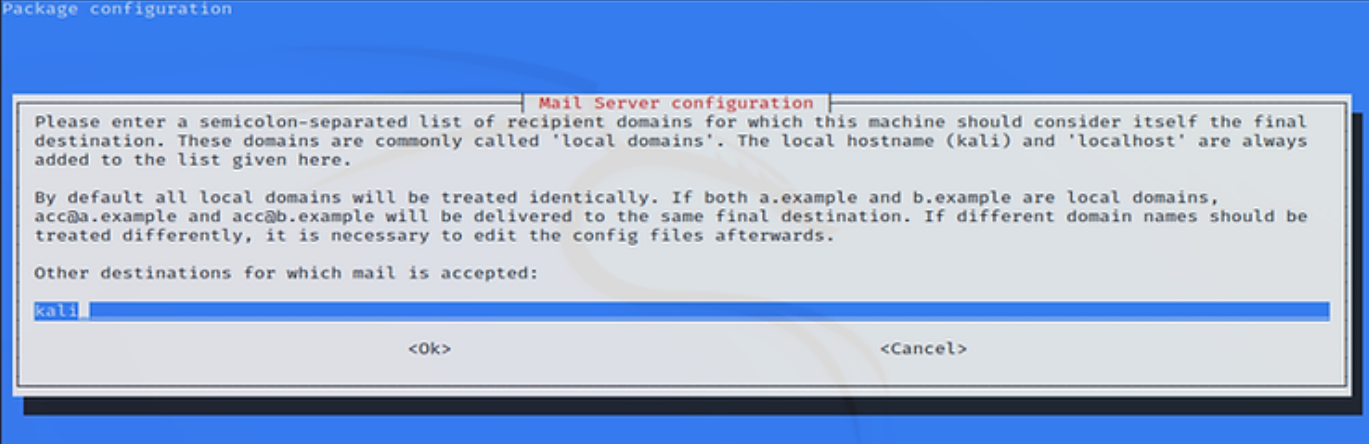 Package configuration
Mail Server configuration
Please enter a semicolon-separated list of recipient domains for which this machine should consider itself the final
destination. These domains are commonly called 'local domains'. The local hostname (kali) and 'localhost' are always
added to the list given here.
By default all local domains will be treated identically. If both a.example and b.example are local domains,
acc@a.example and acc@b.example will be delivered to the same final destination. If different domain names should be
treated differently, it is necessary to edit the config files afterwards.
Other destinations for which mail is accepted:
kali
<Ok> <Cancel>